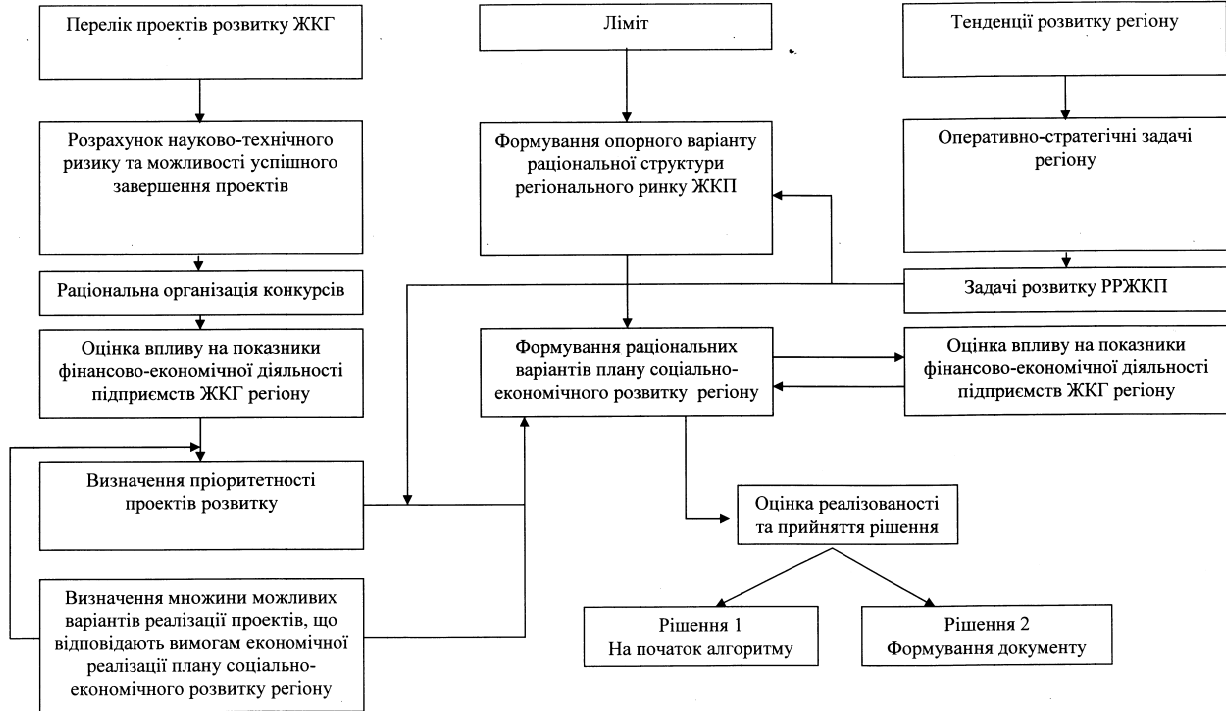 Перелік проектів розвитку ЖКГ
Ліміт
Тенденції розвитку регіону
Розрахунок науково-технічного
ризику та можливості успішного
завершення проектів
Формування опорного варіанту
раціональної структури
регіонального ринку ЖКП
Оперативно-стратегічні задачі
регіону
Раціональна організація конкурсів
Задачі розвитку РРЖКП
Оцінка впливу на показники
фінансово-економічної діяльності
підприємств ЖКГ регіону
Формування раціональних
варіантів плану соціально-
економічного розвитку регіону
Оцінка впливу на показники
фінансово-економічної діяльності
підприємств ЖКГ регіону
Визначення пріоритетності
проектів розвитку
Оцінка реалізованості
та прийняття рішення
Визначення множини можливих
варіантів реалізації проектів, що
відповідають вимогам економічної
реалізації плану соціально-
економічного розвитку регіону
Рішення 1
На початок алгоритму
Рішення 2
Формування документу